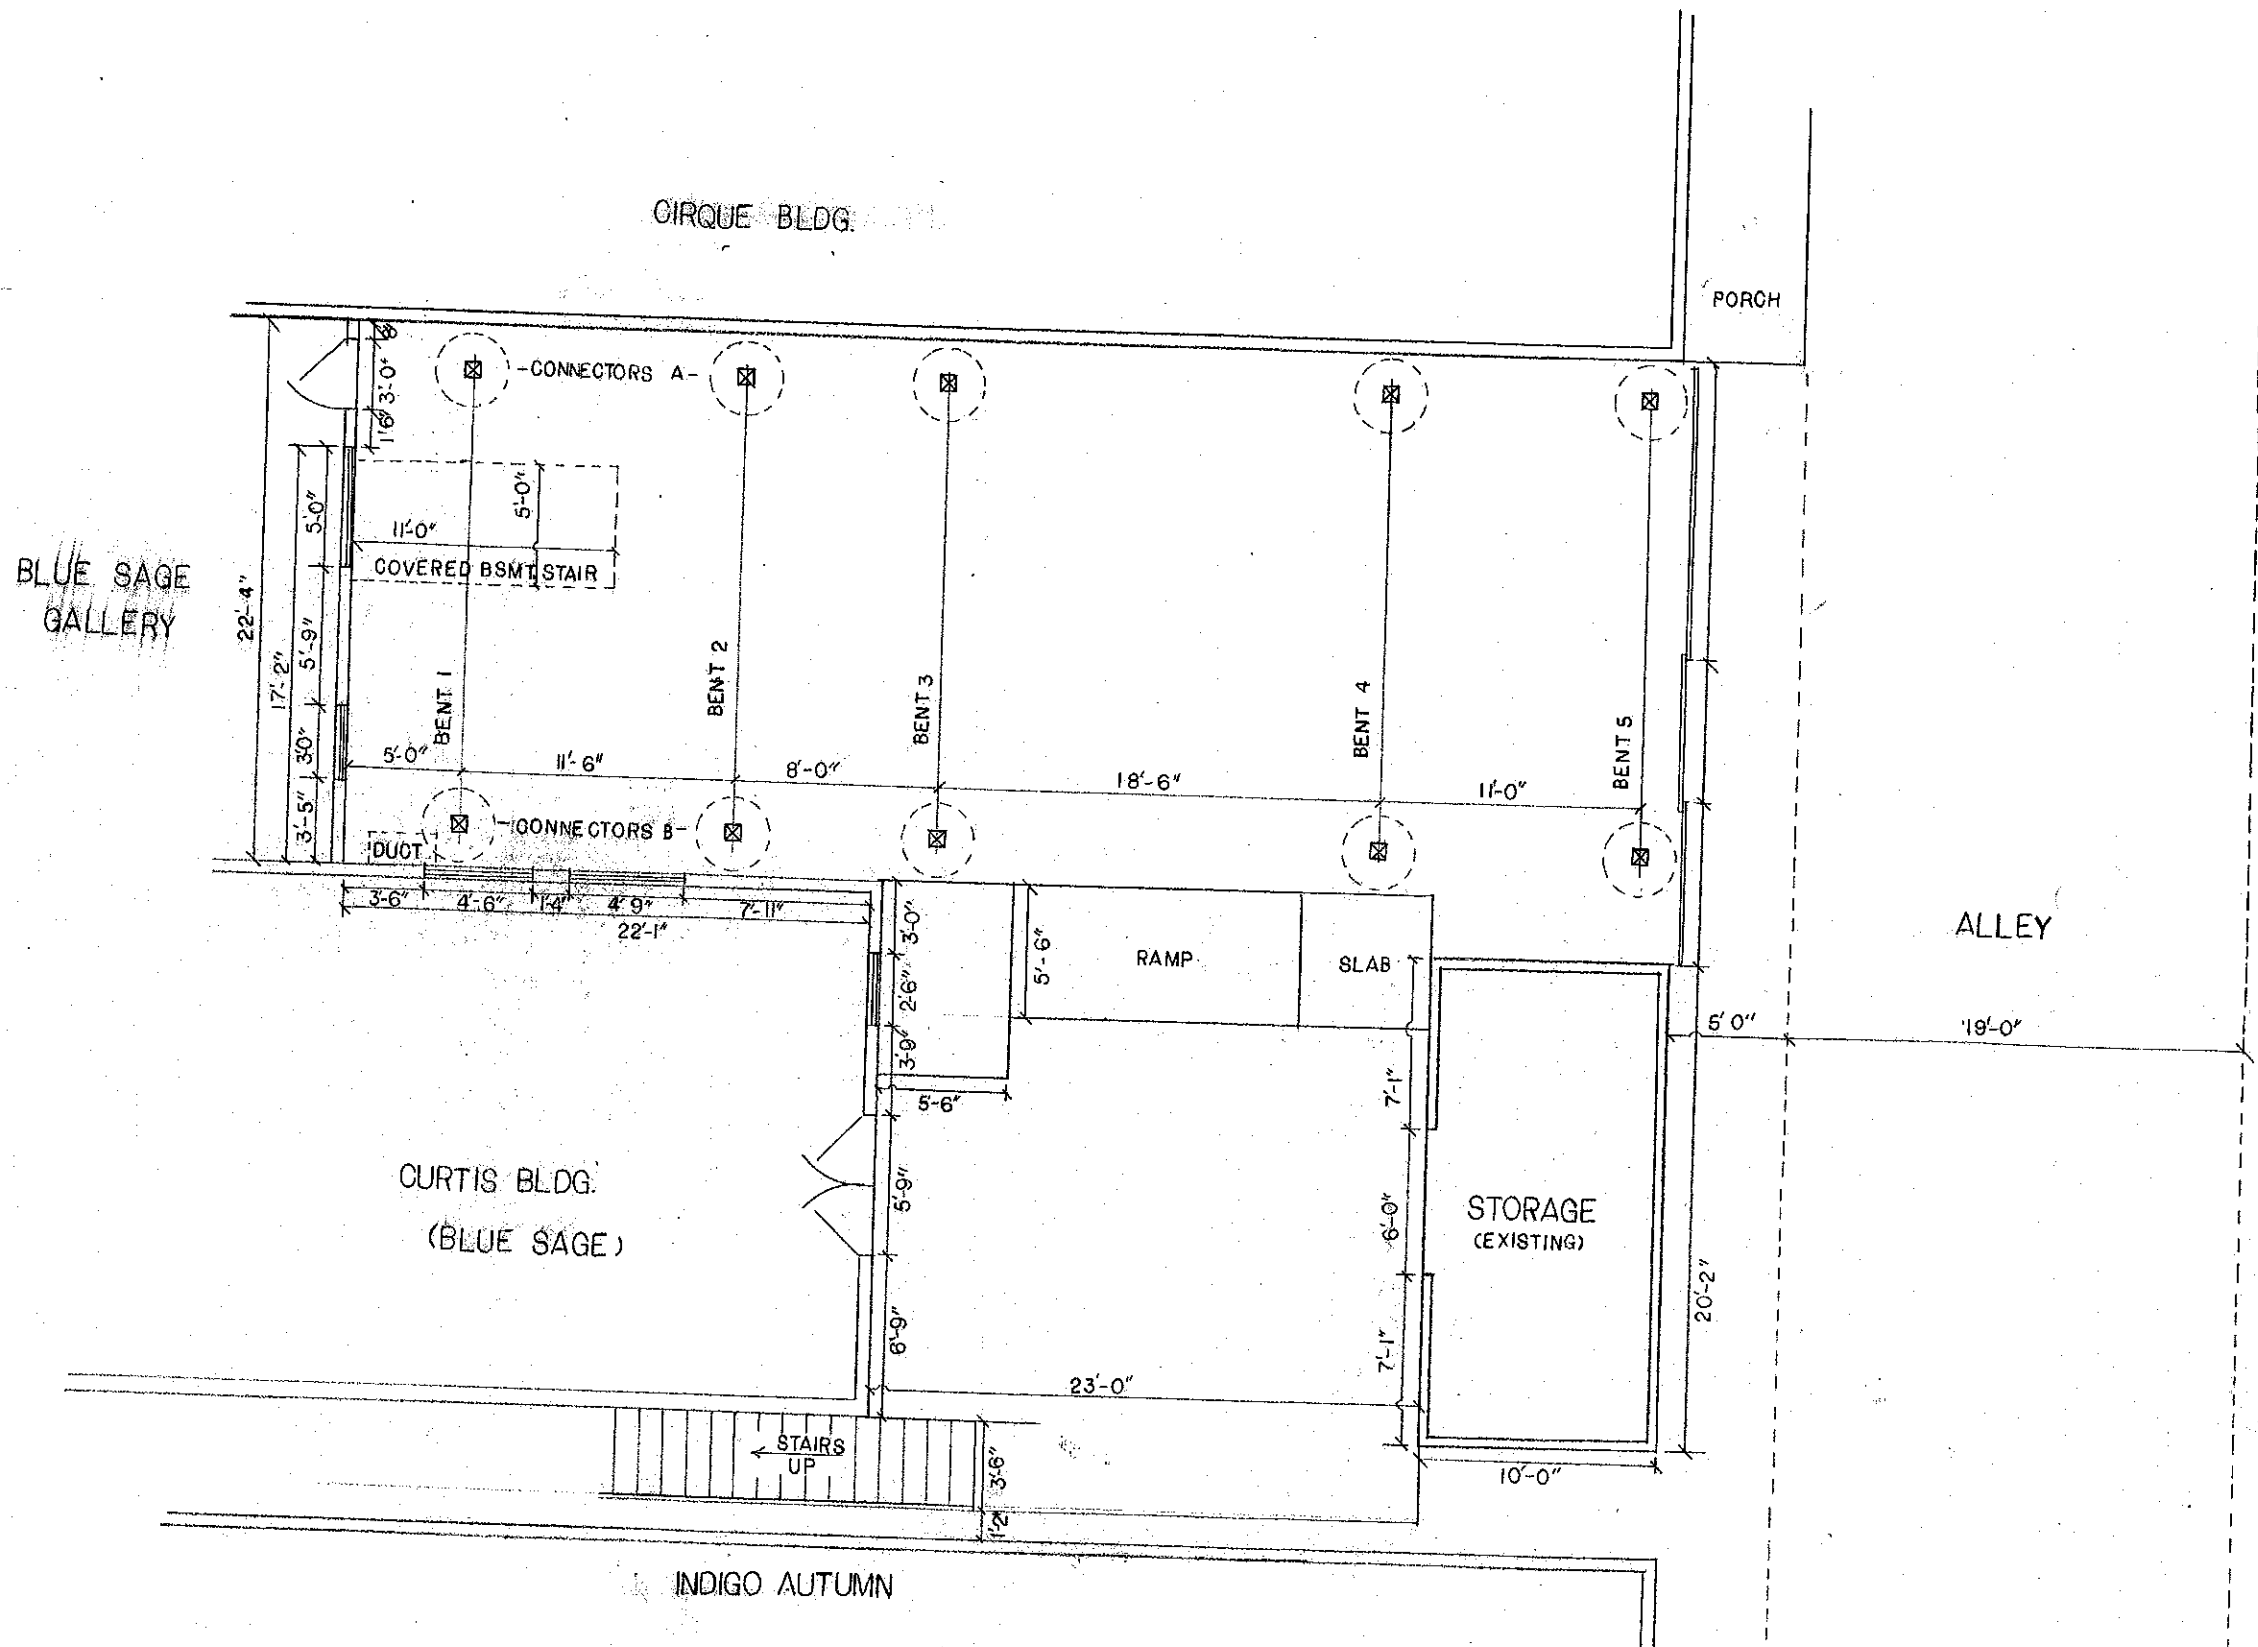 CIRQUE BLDG.
PORCH
-CONNECTORS A-
6"
3'-0"
1'6"
5'-0"
5'-0"
11'-0"
COVERED BSMT STAIR
BLUE SAGE
GALLERY
22'-4"
17'-2"
5'-9"
3'-0"
3'-5"
BENT 1
BENT 2
BENT 3
BENT 4
BENT 5
5'-0"
11'-6"
8'-0"
18'-6"
11'-0"
-CONNECTORS B-
DUCT
3'-6"
4'-6"
1'-4"
4'-9"
7'-11"
22'-1"
3'-0"
2'-6"
3'-9"
5'-6"
RAMP
SLAB
5'-6"
ALLEY
5'0"
19'-0"
7'-1"
6'-0"
7'-1"
5'-9"
6'-9"
CURTIS BLDG.
(BLUE SAGE)
STORAGE
(EXISTING)
20'-2"
23'-0"
10'-0"
STAIRS
UP
3'-6"
1'-2"
INDIGO AUTUMN